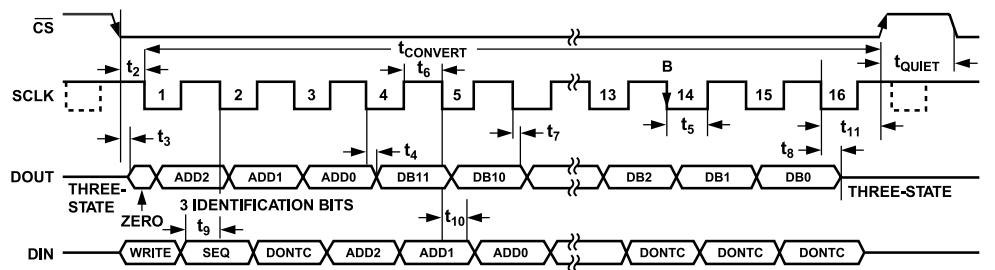 CS
tCONVERT
tQUIET
t2
t6
B
SCLK
1 2 3 4 5 13 14 15 16
t3
t4
t7
t5
t8
t11
DOUT
ADD2 ADD1 ADD0 DB11 DB10 DB2 DB1 DB0
THREE-
STATE
THREE-STATE
3 IDENTIFICATION BITS
ZERO
t9
t10
DIN
WRITE SEQ DONTC ADD2 ADD1 ADD0 DONTC DONTC DONTC